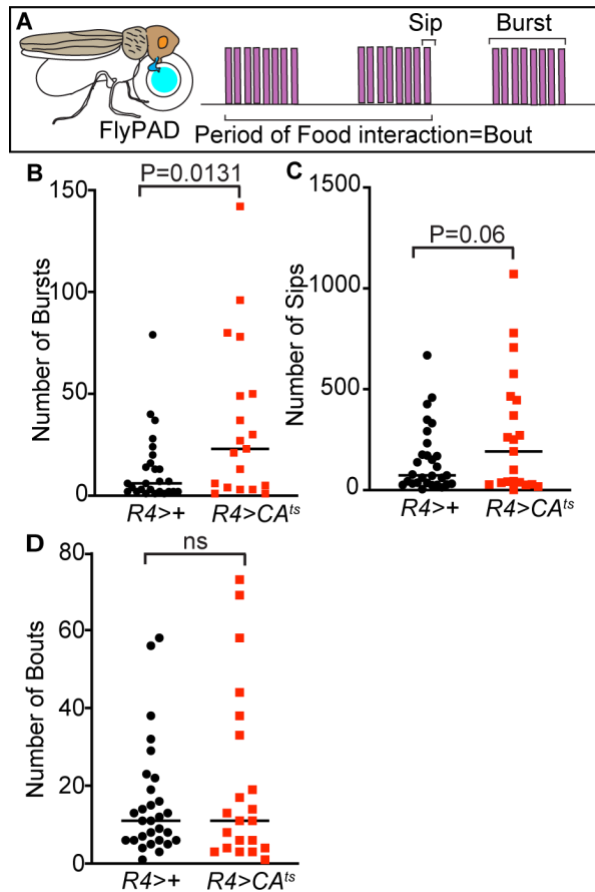 A
Sip
Burst
FlyPAD
Period of Food interaction=Bout
B
P=0.0131
150
100
50
0
Number of Bursts
R4>+
R4>CAts
C
P=0.06
1500
1000
500
0
Number of Sips
R4>+
R4>CAts
D
ns
80
60
40
20
0
Number of Bouts
R4>+
R4>CAts